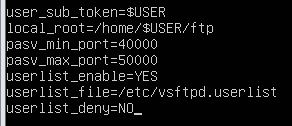 user_sub_token=$USER
local_root=/home/$USER/ftp
pasv_min_port=40000
pasv_max_port=50000
userlist_enable=YES
userlist_file=/etc/vsftpd.userlist
userlist_deny=NO_